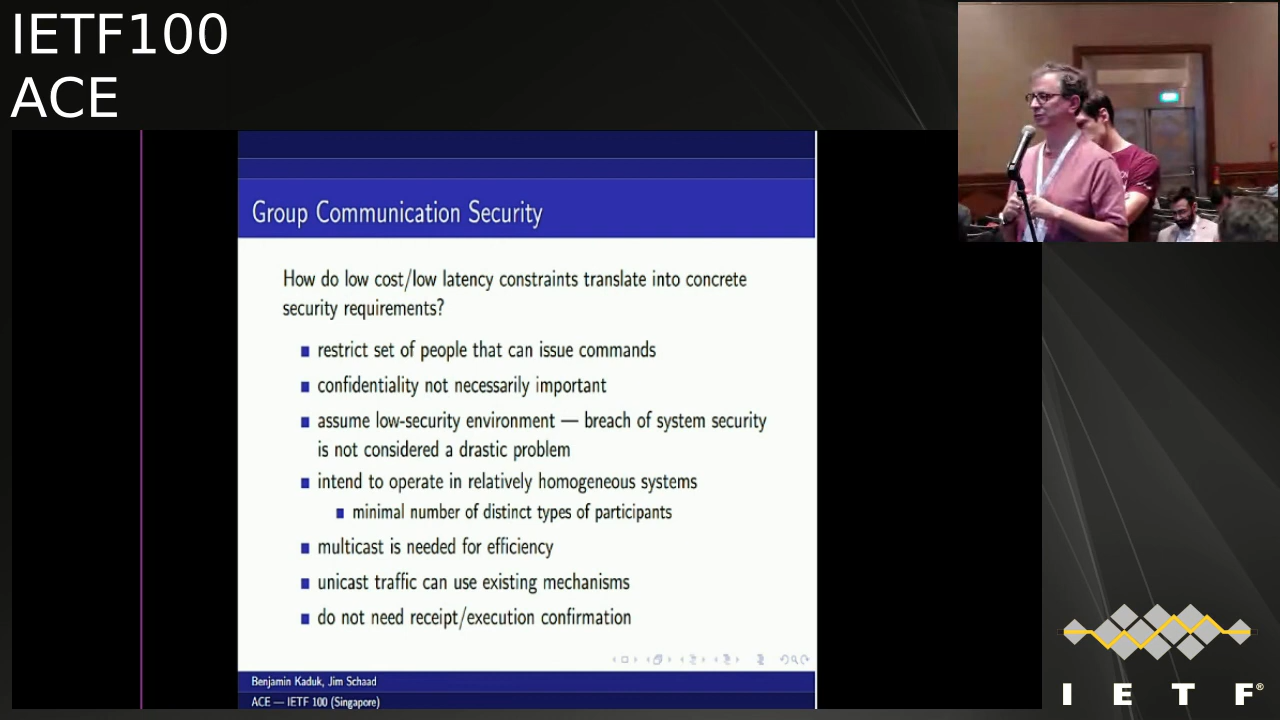 IETF100
ACE
Group Communication Security
How do low cost/low latency constraints translate into concrete
security requirements?
restrict set of people that can issue commands
confidentiality not necessarily important
assume low-security environment — breach of system security
is not considered a drastic problem
intend to operate in relatively homogeneous systems
minimal number of distinct types of participants
multicast is needed for efficiency
unicast traffic can use existing mechanisms
do not need receipt/execution confirmation
Benjamin Kaduk, Jim Schaad
ACE — IETF 100 (Singapore)
I E T F®